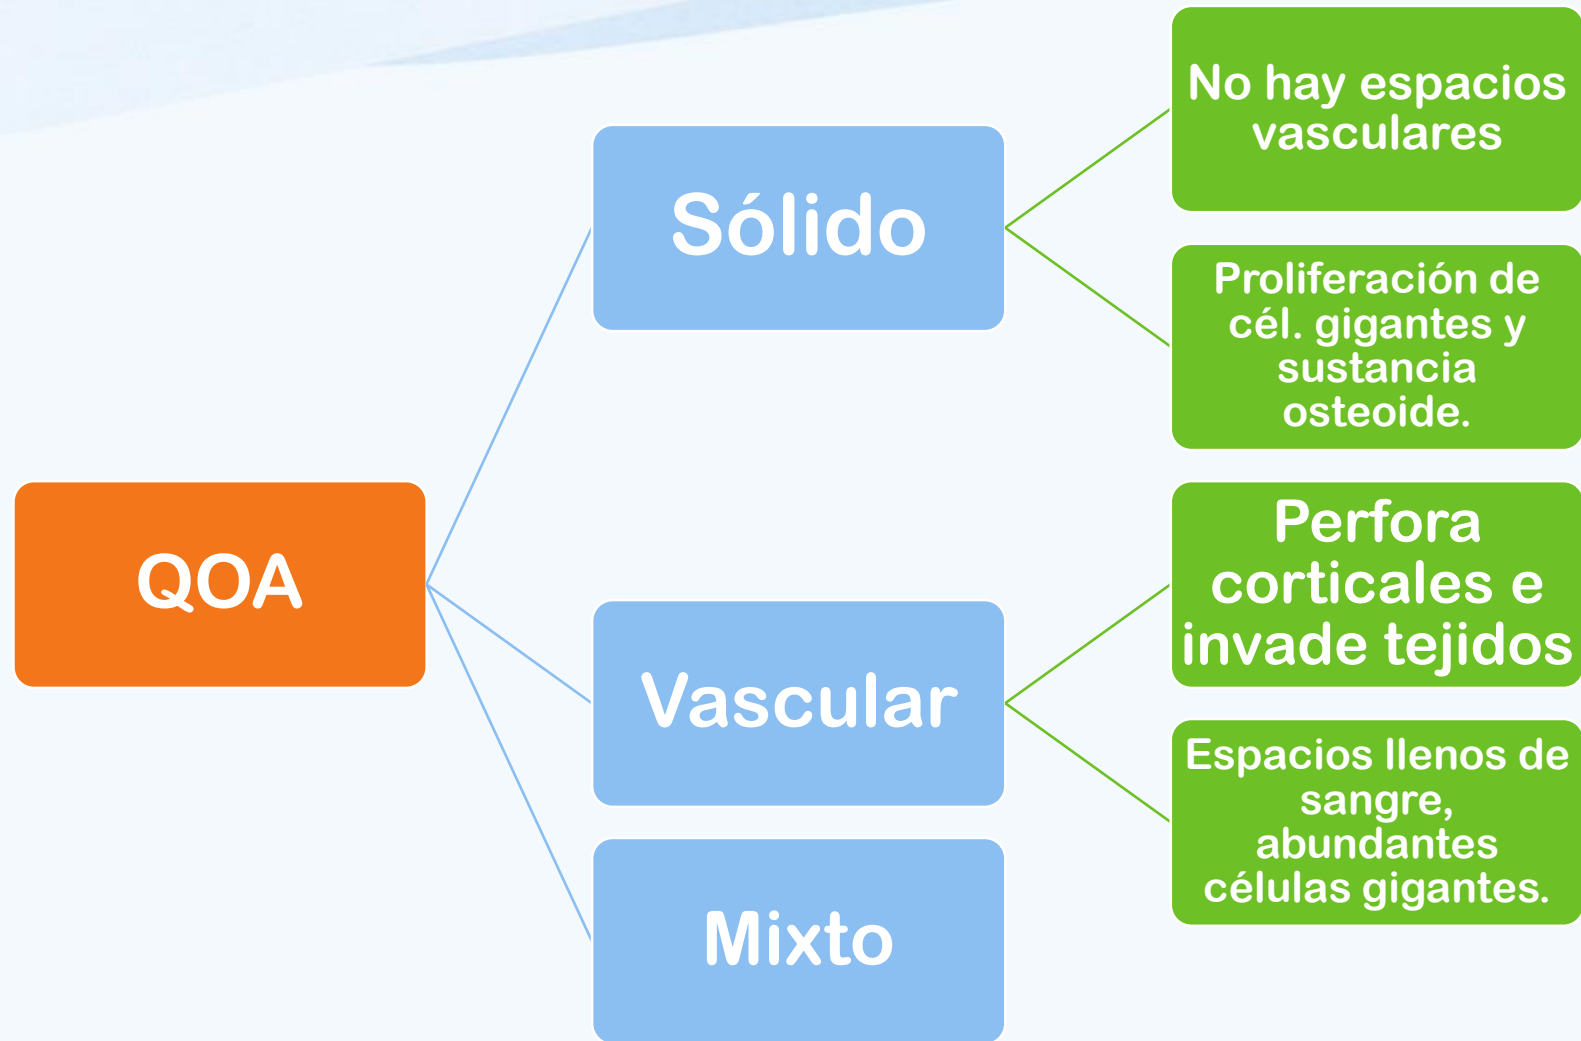 QOA
Sólido
No hay espacios
vasculares
Proliferación de
cél. gigantes y
sustancia
osteoide.
Vascular
Perfora
corticales e
invade tejidos
Espacios llenos de
sangre,
abundantes
células gigantes.
Mixto